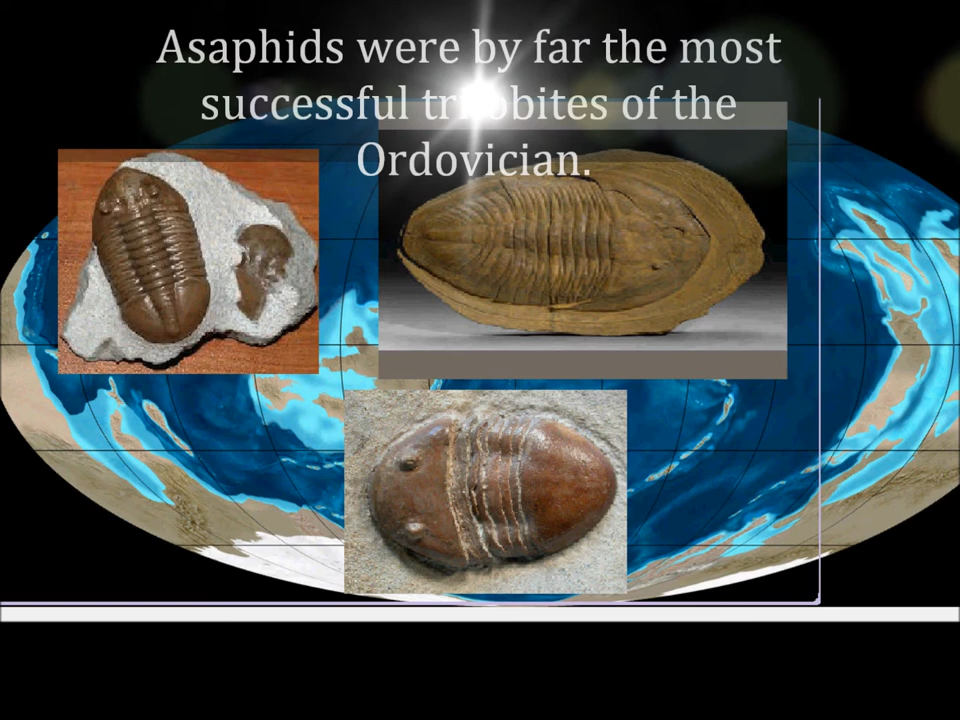 Asaphids were by far the most
successful trilobites of the
Ordovician.